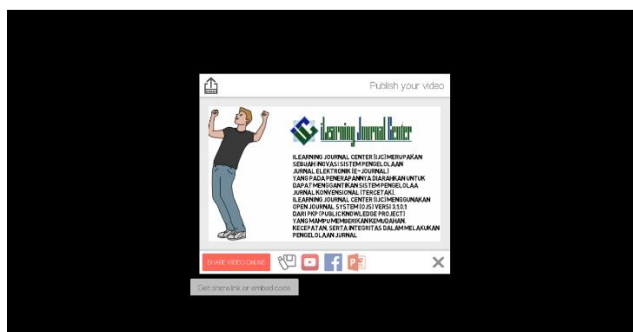 Publish your video
iLearning Journal Center
ILEARNING JOURNAL CENTER (IJC) MERUPAKAN
SEBUAH INOVASI SISTEM PENGELOLAAN
JURNAL ELEKTRONIK (E-JOURNAL)
YANG PADA PENERAPANNYA DIARAHKAN UNTUK
DAPAT MENGGANTIKAN SISTEM PENGELOLAA
JURNAL KONVENSIONAL (TERCETAK).
ILEARNING JOURNAL CENTER (IJC) MENGGUNAKAN
OPEN JOURNAL SYSTEM (OJS) VERSI 3.1.0.1
DARI PKP (PUBLIC KNOWLEDGE PROJECT)
YANG MAMPU MEMBERIKAN KEMUDAHAN,
KECEPATAN, SERTA INTEGRITAS DALAM MELAKUKAN
PENGELOLAAN JURNAL
SHARE VIDEO ONLINE
P
Get share link or embed code